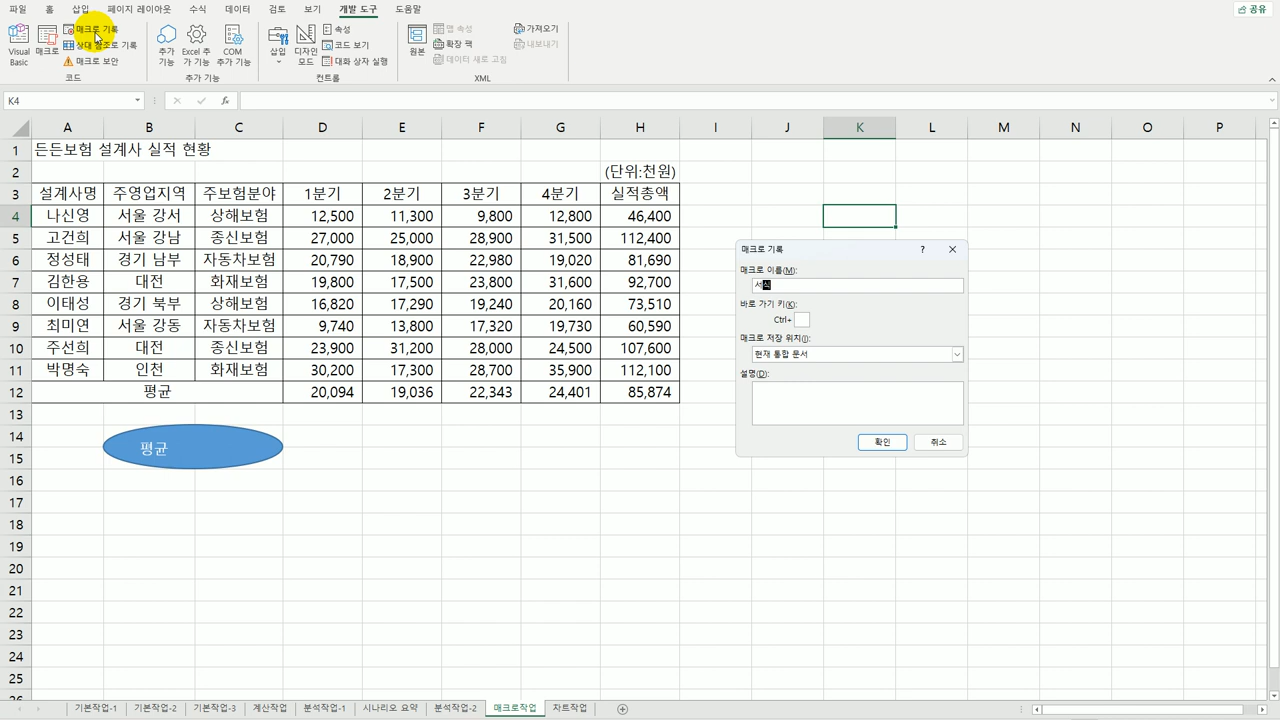 파일 홈 삽입 페이지 레이아웃 수식 데이터 검토 보기 개발 도구 도움말 공유
Visual Basic 매크로 매크로 기록 상대 참조로 기록 매크로 보안 코드
추가 기능 Excel 추가 기능 COM 추가 기능 추가 기능
삽입 디자인 모드 속성 코드 보기 대화 상자 실행 컨트롤
원본 맵 속성 확장 팩 데이터 새로 고침 가져오기 내보내기 XML
K4 fx
A B C D E F G H I J K L M N O P
1 든든보험 설계사 실적 현황
2 (단위:천원)
3 설계사명 주영업지역 주보험분야 1분기 2분기 3분기 4분기 실적총액
4 나신영 서울 강서 상해보험 12,500 11,300 9,800 12,800 46,400
5 고건희 서울 강남 종신보험 27,000 25,000 28,900 31,500 112,400
6 정성태 경기 남부 자동차보험 20,790 18,900 22,980 19,020 81,690
7 김한용 대전 화재보험 19,800 17,500 23,800 31,600 92,700
8 이태성 경기 북부 상해보험 16,820 17,290 19,240 20,160 73,510
9 최미연 서울 강동 자동차보험 9,740 13,800 17,320 19,730 60,590
10 주선희 대전 종신보험 23,900 31,200 28,000 24,500 107,600
11 박명숙 인천 화재보험 30,200 17,300 28,700 35,900 112,100
12 평균 20,094 19,036 22,343 24,401 85,874
13
14
평균
15
16
17
18
19
20
21
22
23
24
25
26
매크로 기록 ?
매크로 이름(M):
서식
바로 가기 키(K):
Ctrl+
매크로 저장 위치(I):
현재 통합 문서
설명(D):
확인 취소
기본작업-1 기본작업-2 기본작업-3 계산작업 분석작업-1 시나리오 요약 분석작업-2 매크로작업 차트작업